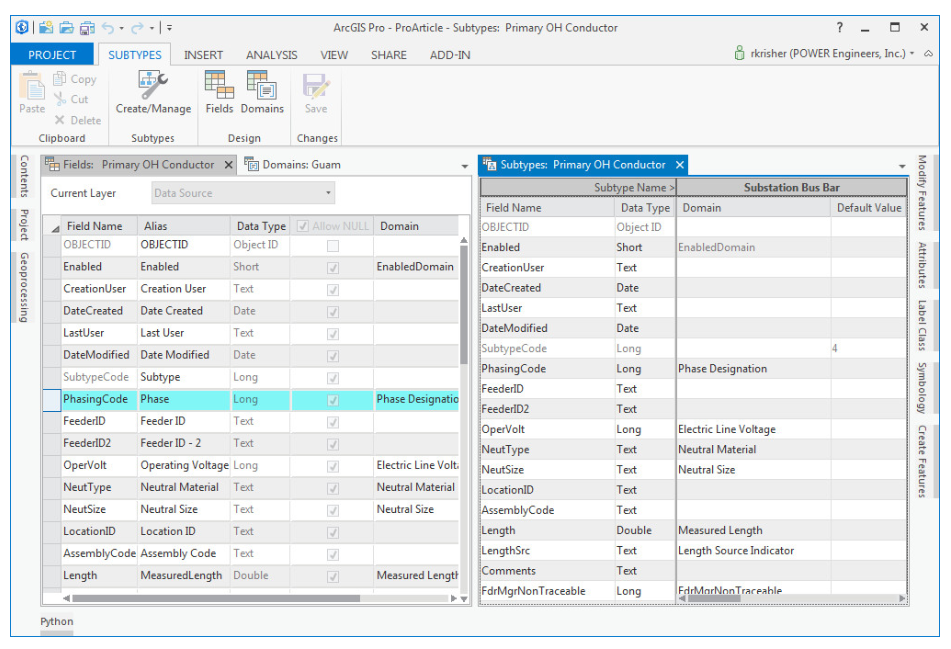 ArcGIS Pro - ProArticle - Subtypes: Primary OH Conductor
PROJECT SUBTYPES INSERT ANALYSIS VIEW SHARE ADD-IN rkrisher (POWER Engineers, Inc.)
Paste Copy Cut Delete Create/Manage Fields Domains Save
Clipboard Subtypes Design Changes
Contents
Project
Geoprocessing
Fields: Primary OH Conductor Domains: Guam
Current Layer Data Source
Field Name Alias Data Type Allow NULL Domain
OBJECTID OBJECTID Object ID
Enabled Enabled Short EnabledDomain
CreationUser Creation User Text
DateCreated Date Created Date
LastUser Last User Text
DateModified Date Modified Date
SubtypeCode Subtype Long
PhasingCode Phase Long Phase Designatio
FeederID Feeder ID Text
FeederID2 Feeder ID - 2 Text
OperVolt Operating Voltage Long Electric Line Volt
NeutType Neutral Material Text Neutral Material
NeutSize Neutral Size Text Neutral Size
LocationID Location ID Text
AssemblyCode Assembly Code Text
Length MeasuredLength Double Measured Length
Subtypes: Primary OH Conductor
Subtype Name > Substation Bus Bar
Field Name Data Type Domain Default Value
OBJECTID Object ID
Enabled Short EnabledDomain
CreationUser Text
DateCreated Date
LastUser Text
DateModified Date
SubtypeCode Long 4
PhasingCode Long Phase Designation
FeederID Text
FeederID2 Text
OperVolt Long Electric Line Voltage
NeutType Text Neutral Material
NeutSize Text Neutral Size
LocationID Text
AssemblyCode Text
Length Double Measured Length
LengthSrc Text Length Source Indicator
Comments Text
FdrMgrNonTraceable Long FdrMgrNonTraceable
Modify Features
Attributes
Label Class
Symbology
Create Features
Python